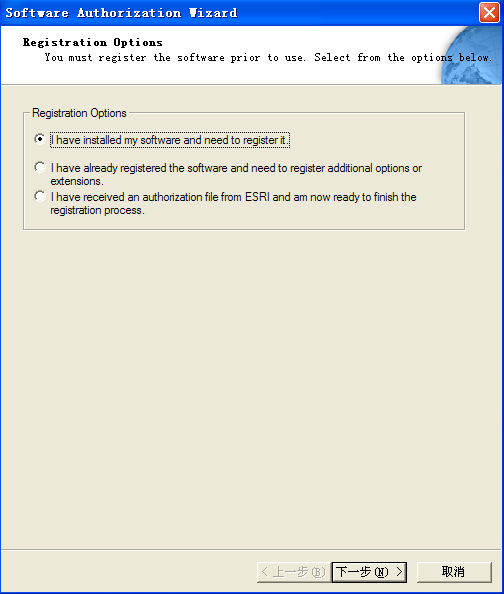 Software Authorization Wizard
Registration Options
You must register the software prior to use. Select from the options below.
Registration Options
I have installed my software and need to register it.
I have already registered the software and need to register additional options or
extensions.
I have received an authorization file from ESRI and am now ready to finish the
registration process.
< 上一步(B) 下一步(N) > 取消